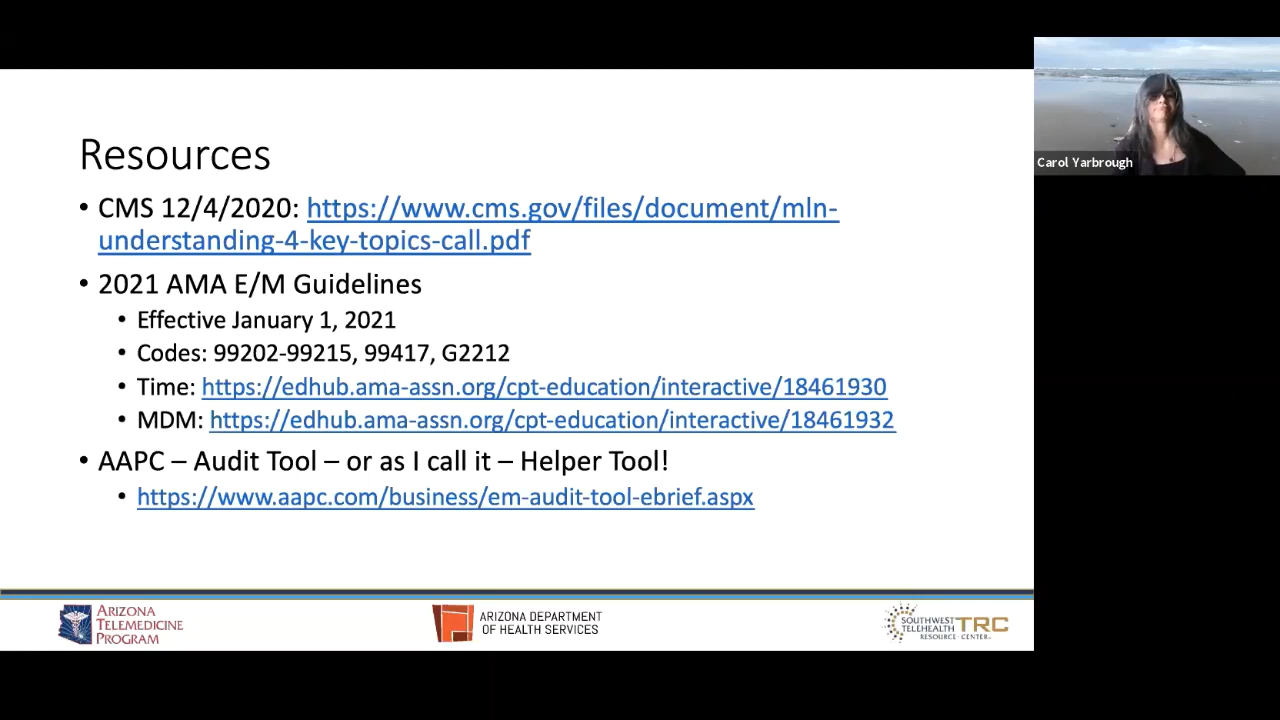 Resources
• CMS 12/4/2020: https://www.cms.gov/files/document/mln-
understanding-4-key-topics-call.pdf
• 2021 AMA E/M Guidelines
• Effective January 1, 2021
• Codes: 99202-99215, 99417, G2212
• Time: https://edhub.ama-assn.org/cpt-education/interactive/18461930
• MDM: https://edhub.ama-assn.org/cpt-education/interactive/18461932
• AAPC – Audit Tool – or as I call it – Helper Tool!
• https://www.aapc.com/business/em-audit-tool-ebrief.aspx
Carol Yarbrough
ARIZONA
TELEMEDICINE
PROGRAM
ARIZONA DEPARTMENT
OF HEALTH SERVICES
SOUTHWEST
TELEHEALTH
RESOURCE CENTER
TRC